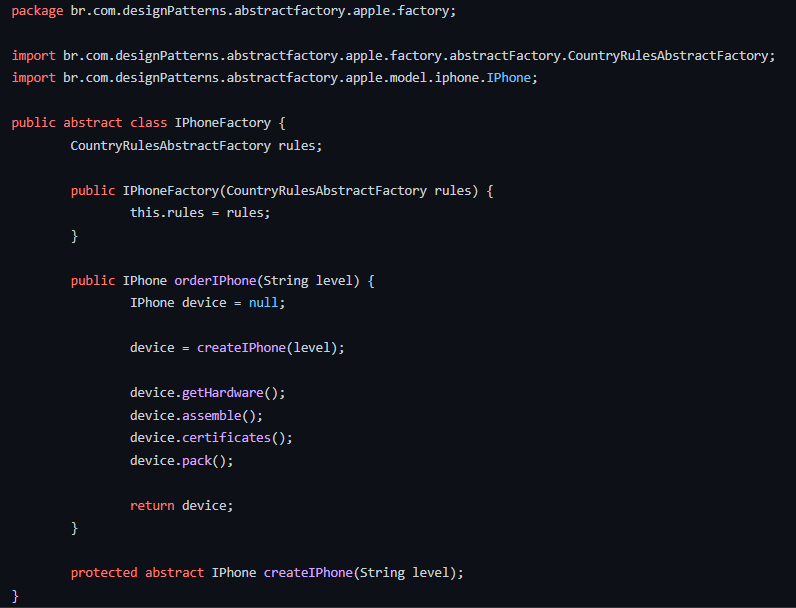 package br.com.designPatterns.abstractfactory.apple.factory;
import br.com.designPatterns.abstractfactory.apple.factory.abstractFactory.CountryRulesAbstractFactory;
import br.com.designPatterns.abstractfactory.apple.model.iphone.IPhone;
public abstract class IPhoneFactory {
CountryRulesAbstractFactory rules;
public IPhoneFactory(CountryRulesAbstractFactory rules) {
this.rules = rules;
}
public IPhone orderIPhone(String level) {
IPhone device = null;
device = createIPhone(level);
device.getHardware();
device.assemble();
device.certificates();
device.pack();
return device;
}
protected abstract IPhone createIPhone(String level);
}